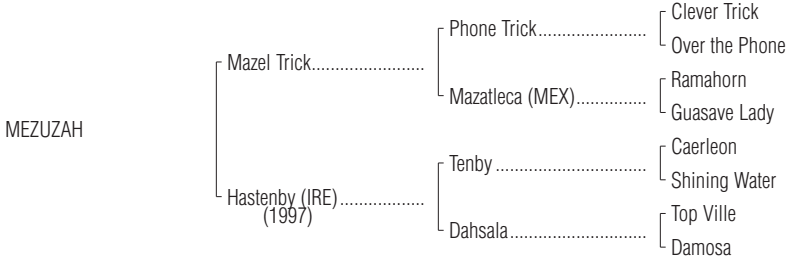 Clever Trick
Phone Trick.......................
Over the Phone
Mazel Trick........................
Ramahorn
Mazatleca (MEX)...............
Guasave Lady
MEZUZAH
Caerleon
Tenby ................................
Shining Water
Hastenby (IRE)..................
(1997)
Top Ville
Dahsala.............................
Damosa